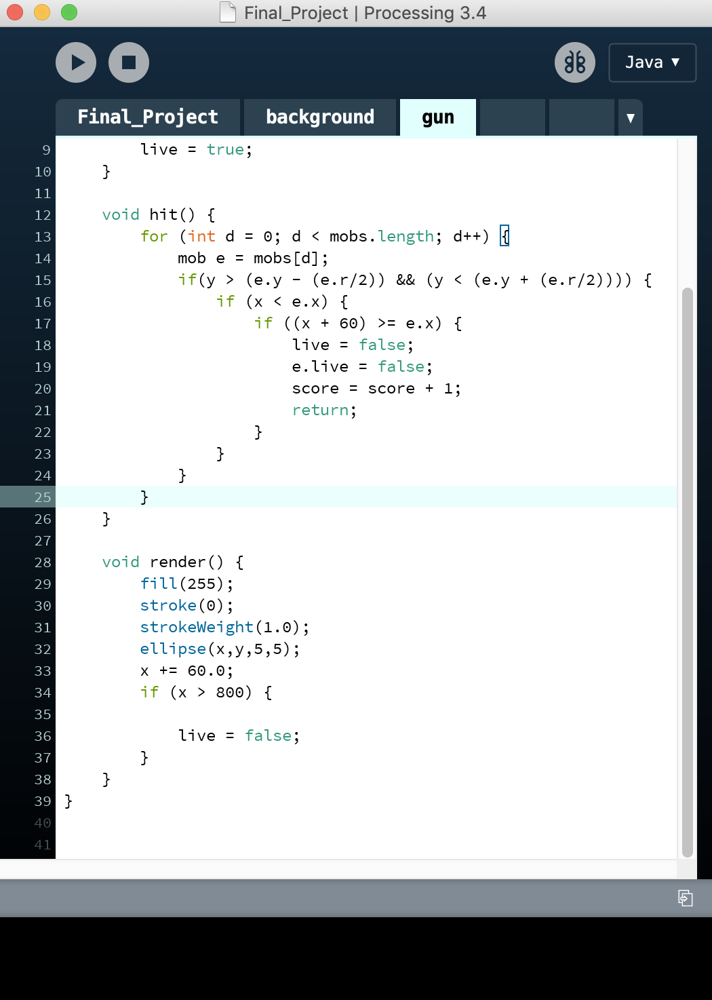 Final_Project | Processing 3.4
Java ▼
Final_Project background gun ▼
9 live = true;
10 }
11
12 void hit() {
13 for (int d = 0; d < mobs.length; d++) {
14 mob e = mobs[d];
15 if(y > (e.y - (e.r/2)) && (y < (e.y + (e.r/2)))) {
16 if (x < e.x) {
17 if ((x + 60) >= e.x) {
18 live = false;
19 e.live = false;
20 score = score + 1;
21 return;
22 }
23 }
24 }
25 }
26 }
27
28 void render() {
29 fill(255);
30 stroke(0);
31 strokeWeight(1.0);
32 ellipse(x,y,5,5);
33 x += 60.0;
34 if (x > 800) {
35
36 live = false;
37 }
38 }
39 }
40
41